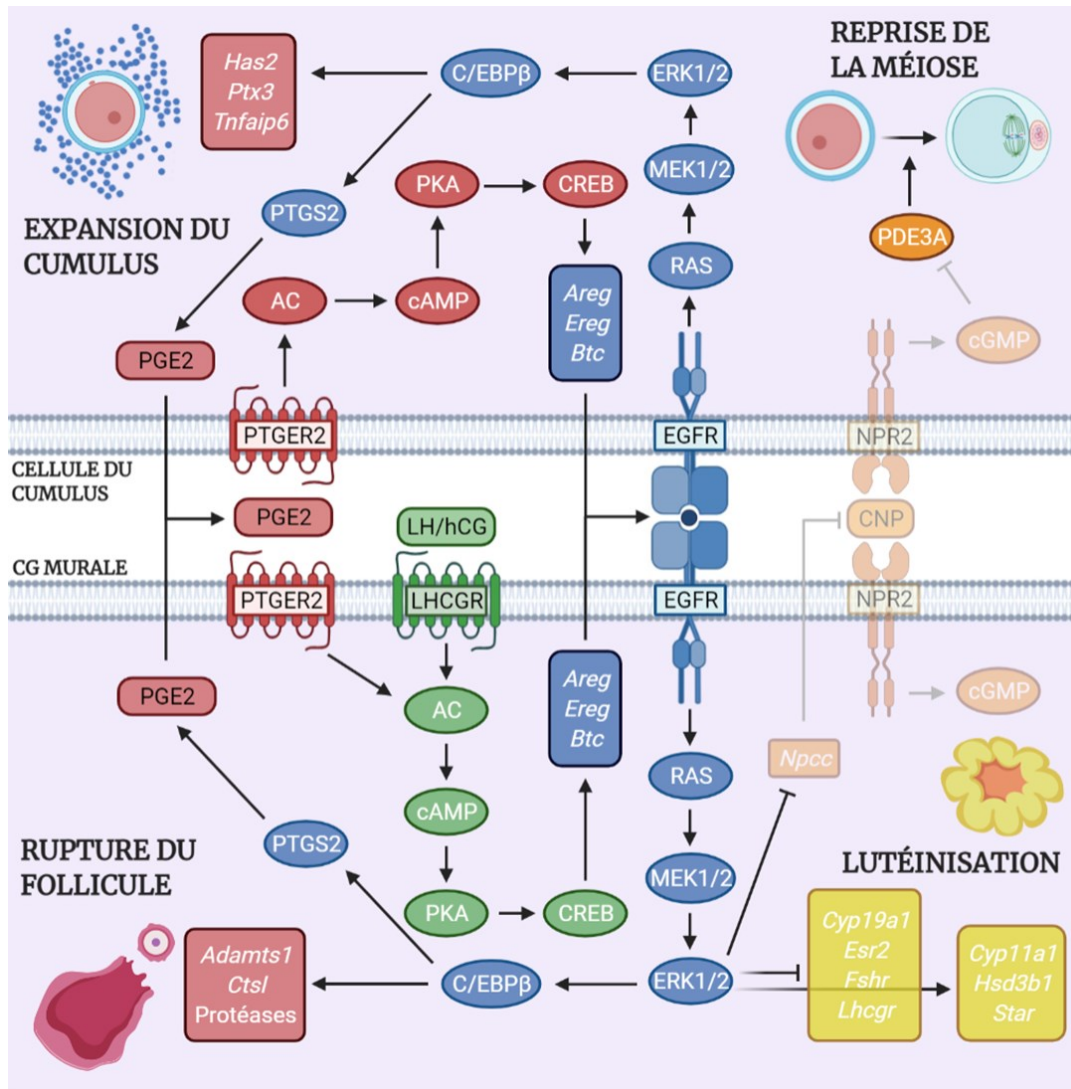 Has2
Ptx3
Tnfaip6
C/EBPβ
ERK1/2
REPRISE DE
LA MÉIOSE
PKA
CREB
MEK1/2
PTGS2
EXPANSION DU
CUMULUS
RAS
PDE3A
AC
cAMP
Areg
Ereg
Btc
PGE2
cGMP
PTGER2
EGFR
NPR2
CELLULE DU
CUMULUS
PGE2
LH/hCG
CNP
CG MURALE
PTGER2
LHCGR
EGFR
NPR2
PGE2
AC
Areg
Ereg
Btc
cGMP
RAS
Npcc
cAMP
PTGS2
RUPTURE DU
FOLLICULE
MEK1/2
LUTÉINISATION
PKA
CREB
Adamts1
Ctsl
Protéases
C/EBPβ
ERK1/2
Cyp19a1
Esr2
Fshr
Lhcgr
Cyp11a1
Hsd3b1
Star